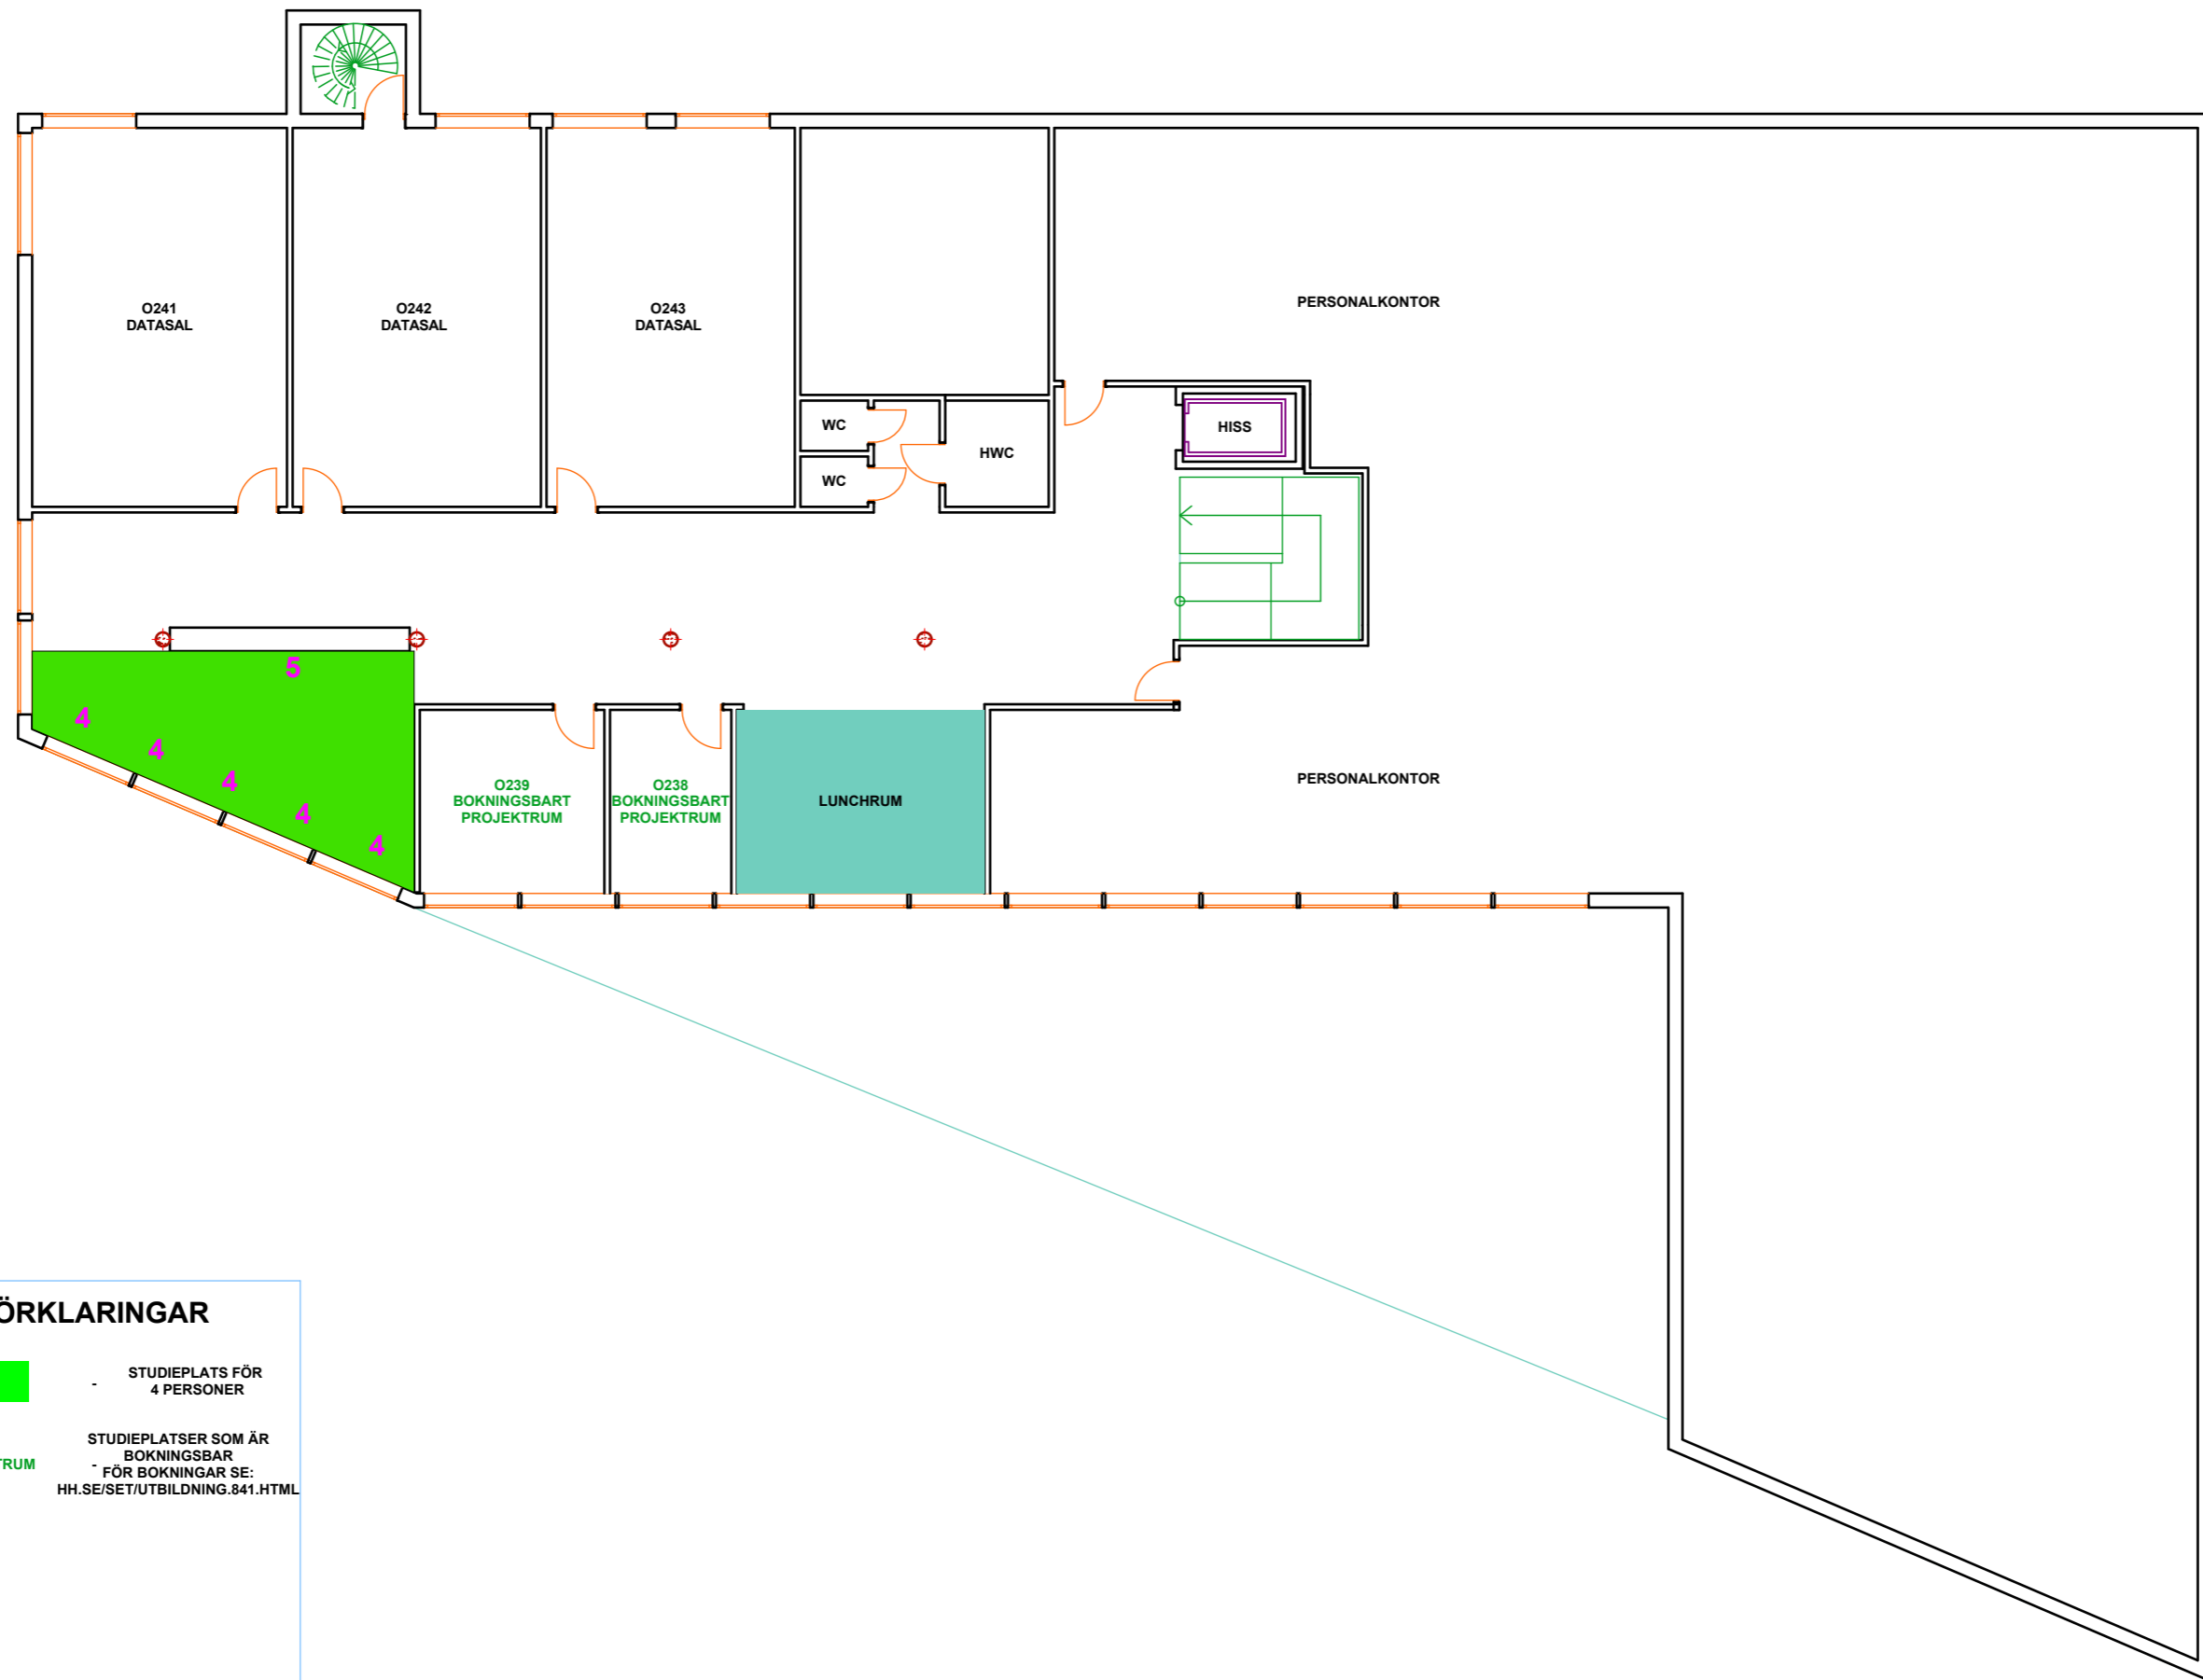 O241
DATASAL
O242
DATASAL
O243
DATASAL
PERSONALKONTOR
WC
WC
HWC
HISS
5
4
4
4
4
4
O239
BOKNINGSBART
PROJEKTRUM
O238
BOKNINGSBART
PROJEKTRUM
LUNCHRUM
PERSONALKONTOR
ÖRKLARINGAR
- STUDIEPLATS FÖR
4 PERSONER
TRUM
STUDIEPLATSER SOM ÄR
BOKNINGSBAR
- FÖR BOKNINGAR SE:
HH.SE/SET/UTBILDNING.841.HTML